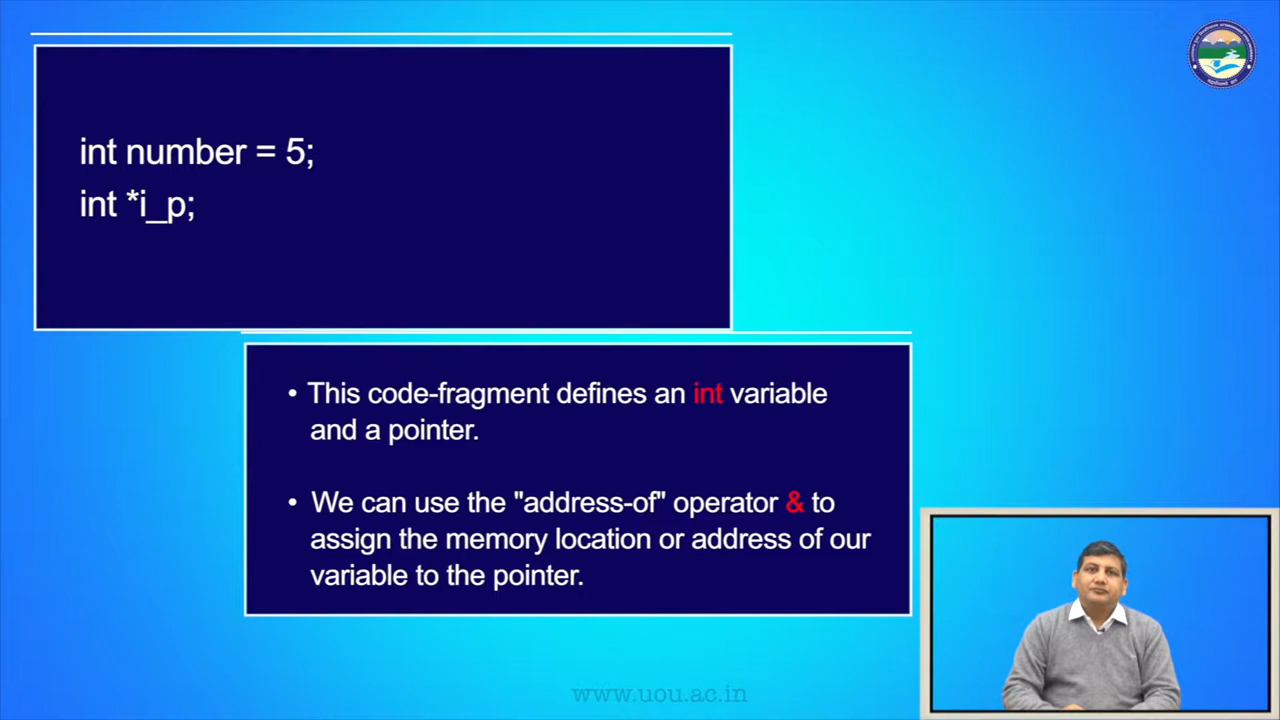 int number = 5;
int *i_p;
• This code-fragment defines an int variable
and a pointer.
• We can use the "address-of" operator & to
assign the memory location or address of our
variable to the pointer.
www.uou.ac.in